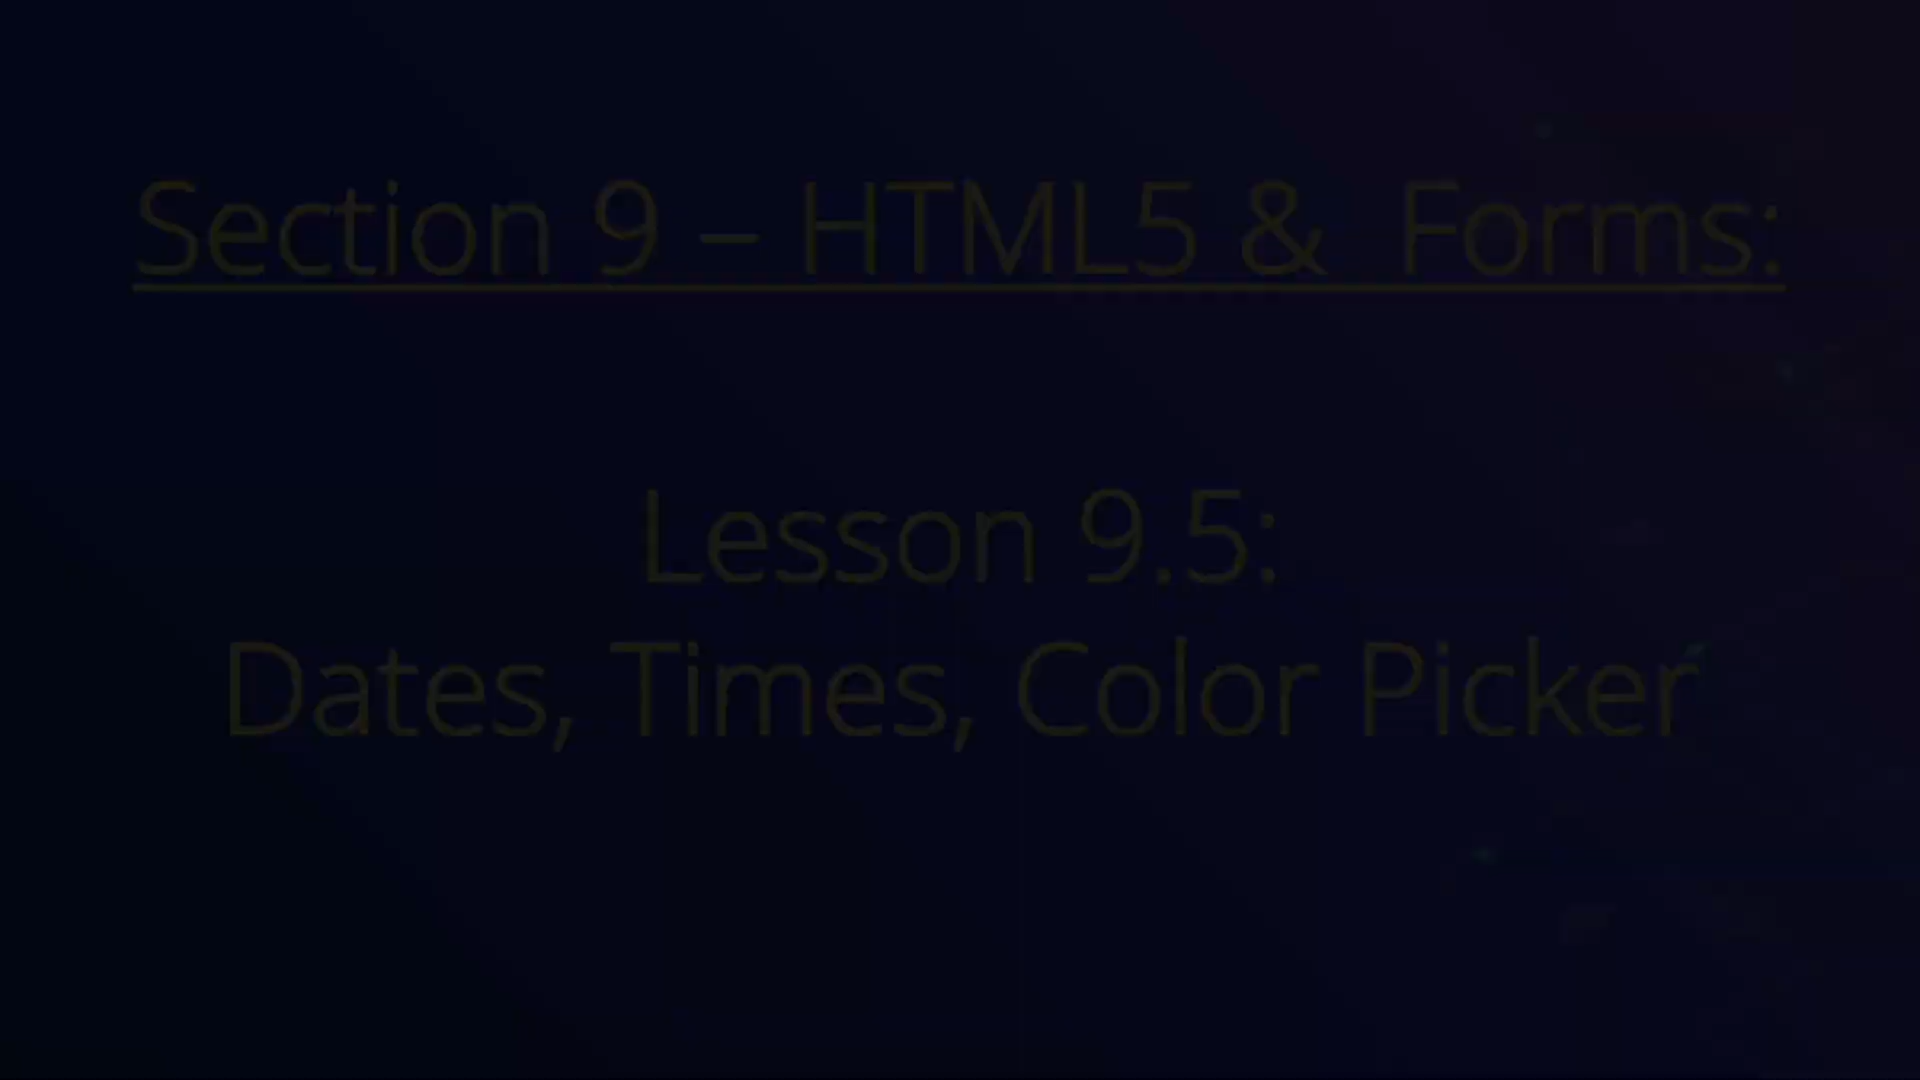 Section 9 – HTML5 & Forms:
Lesson 9.5:
Dates, Times, Color Picker